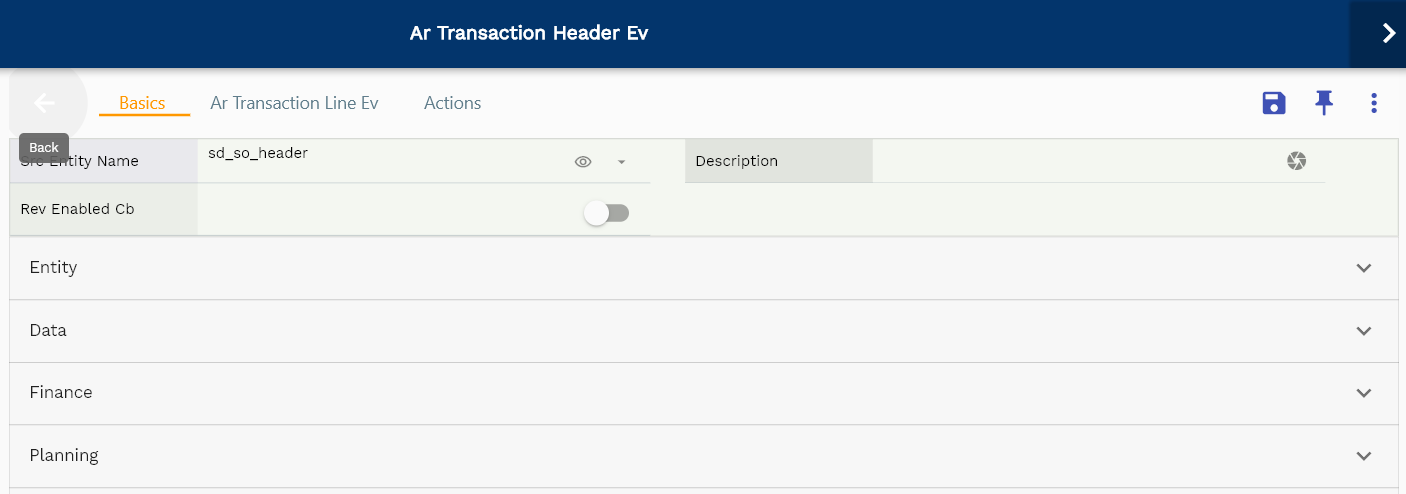 Ar Transaction Header Ev
Basics
Ar Transaction Line Ev
Actions
Back
Src Entity Name
sd_so_header
Description
Rev Enabled Cb
Entity
Data
Finance
Planning